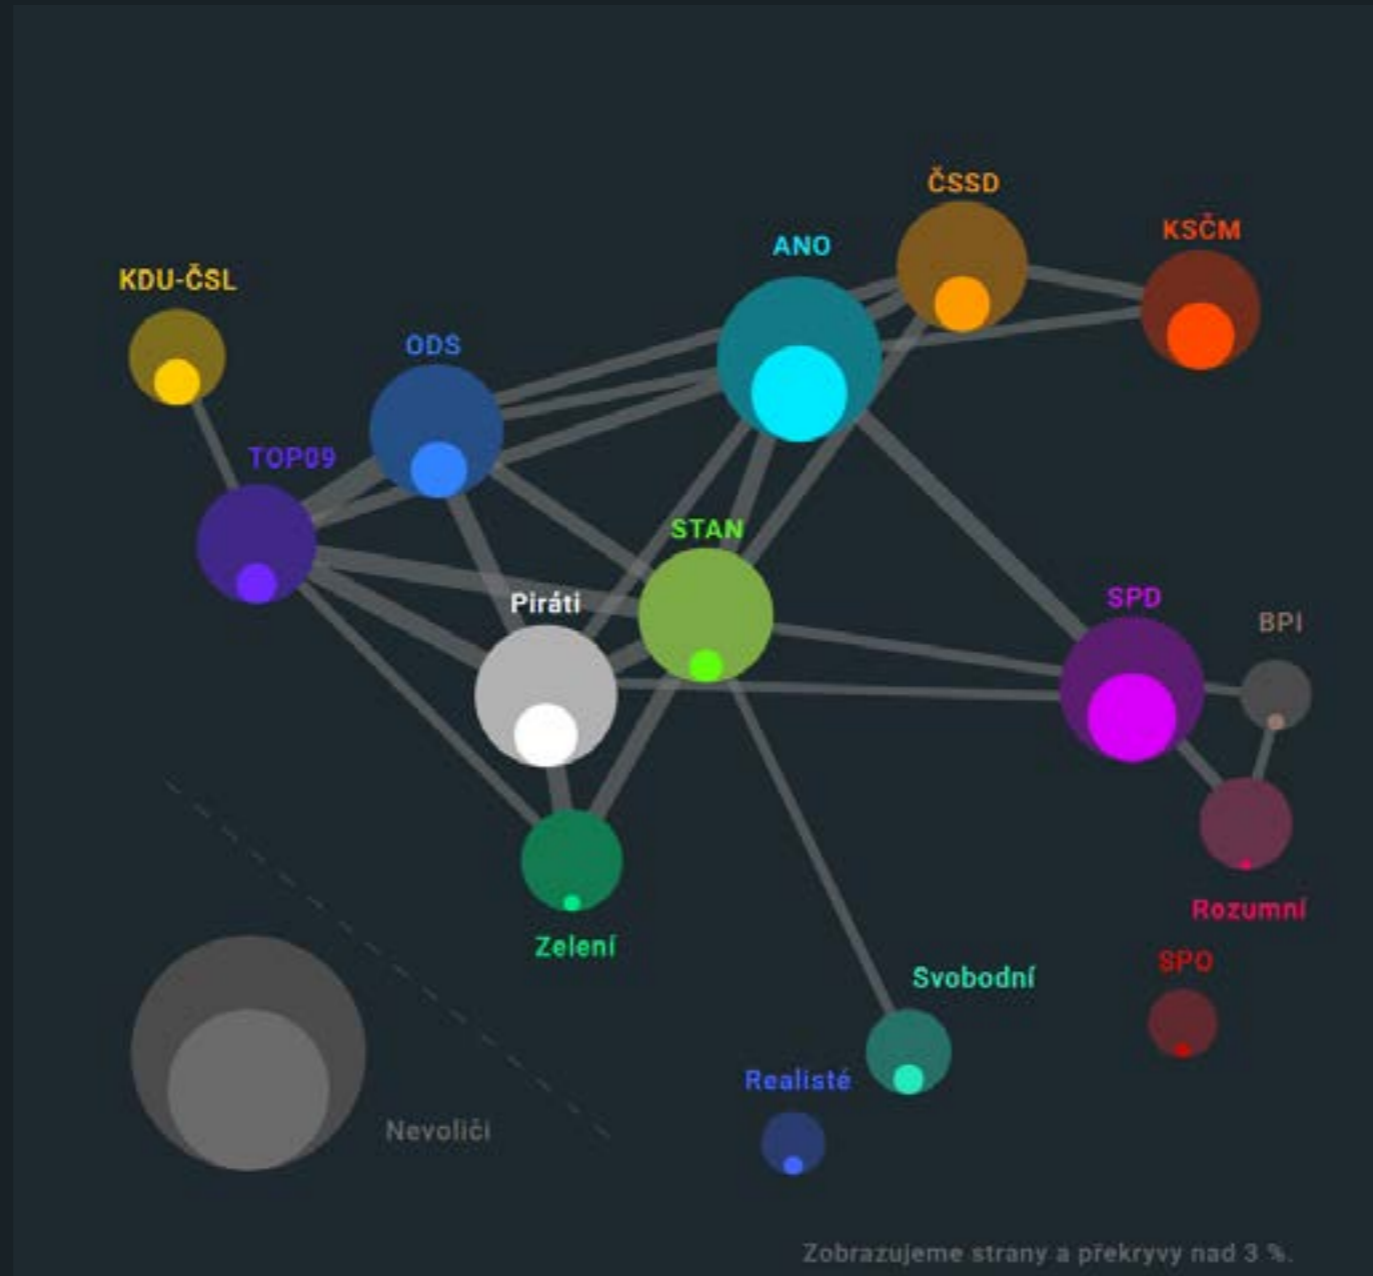 ČSSD
KSČM
ANO
KDU-ČSL
ODS
TOP09
STAN
SPD
Piráti
BPI
Rozumní
Zelení
SPO
Svobodní
Realisté
Nevoliči
Zobrazujeme strany a překryvy nad 3 %.